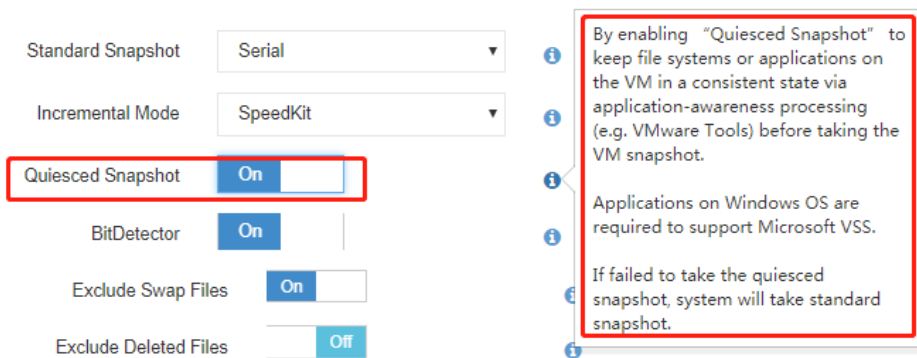 Standard Snapshot Serial
Incremental Mode SpeedKit
Quiesced Snapshot On
BitDetector On
Exclude Swap Files On
Exclude Deleted Files Off
By enabling “Quiesced Snapshot” to
keep file systems or applications on
the VM in a consistent state via
application-awareness processing
(e.g. VMware Tools) before taking the
VM snapshot.
Applications on Windows OS are
required to support Microsoft VSS.
If failed to take the quiesced
snapshot, system will take standard
snapshot.